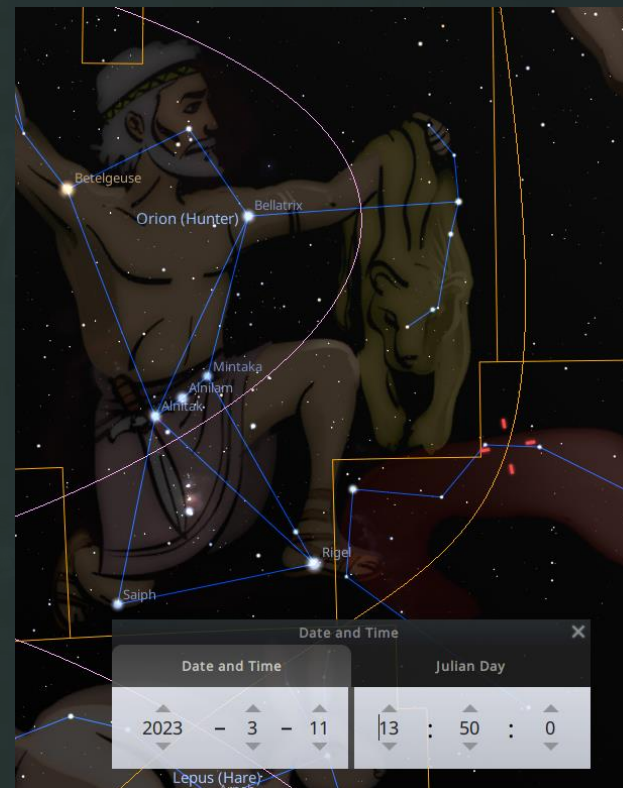 Betelgeuse
Bellatrix
Orion (Hunter)
Mintaka
Alnilam
Alnitak
Rigel
Saiph
Date and Time
Date and Time
Julian Day
2023 - 3 - 11
13 : 50 : 0
Lepus (Hare)